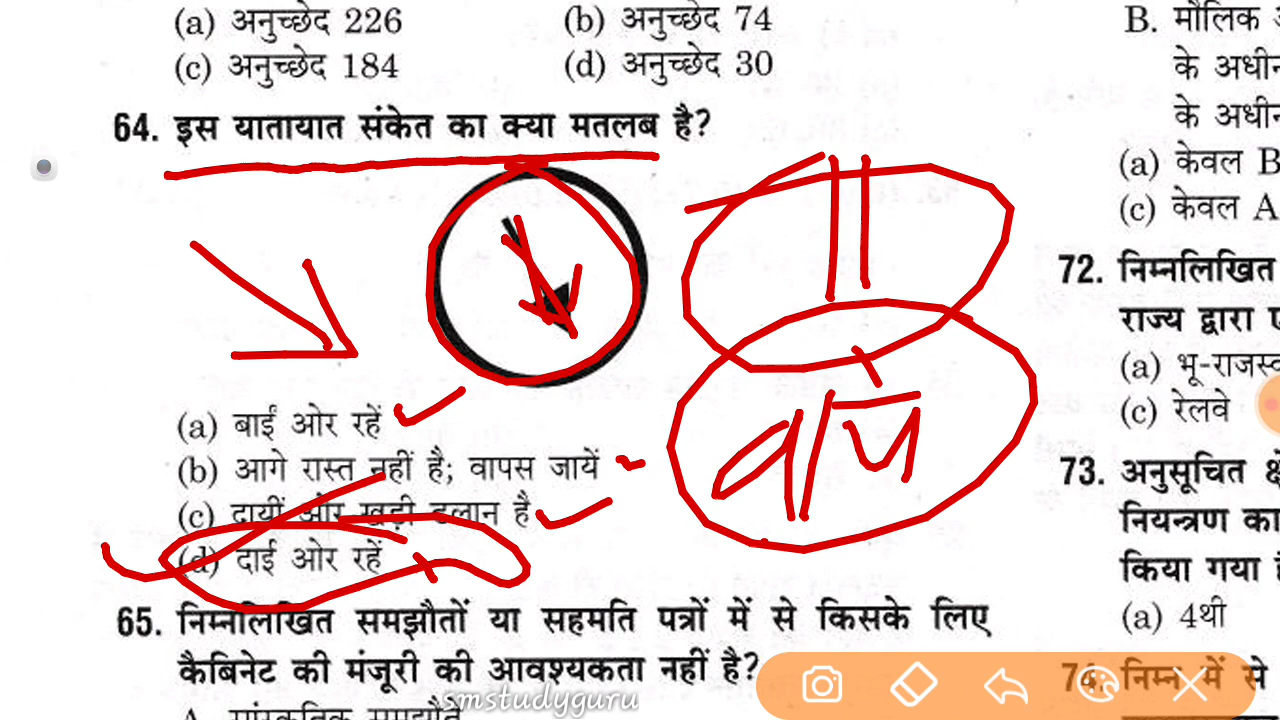 (a) अनुच्छेद 226 (b) अनुच्छेद 74
(c) अनुच्छेद 184 (d) अनुच्छेद 30
64. इस यातायात संकेत का क्या मतलब है?
(a) बाईं ओर रहें
(b) आगे रास्त नहीं है; वापस जायें
(c) दायीं ओर खड़ी ढलान है
(d) दाईं ओर रहें
65. निम्नलिखित समझौतों या सहमति पत्रों में से किसके लिए
कैबिनेट की मंजूरी की आवश्यकता नहीं है?
A. सांस्कृतिक समझौते
B. मौलिक
के अधीन
के अधीन
(a) केवल B
(c) केवल A
72. निम्नलिखित
राज्य द्वारा
(a) भू-राजस्व
(c) रेलवे
73. अनुसूचित
नियन्त्रण का
किया गया
(a) 4थी
74. निम्न में से
smstudyguru